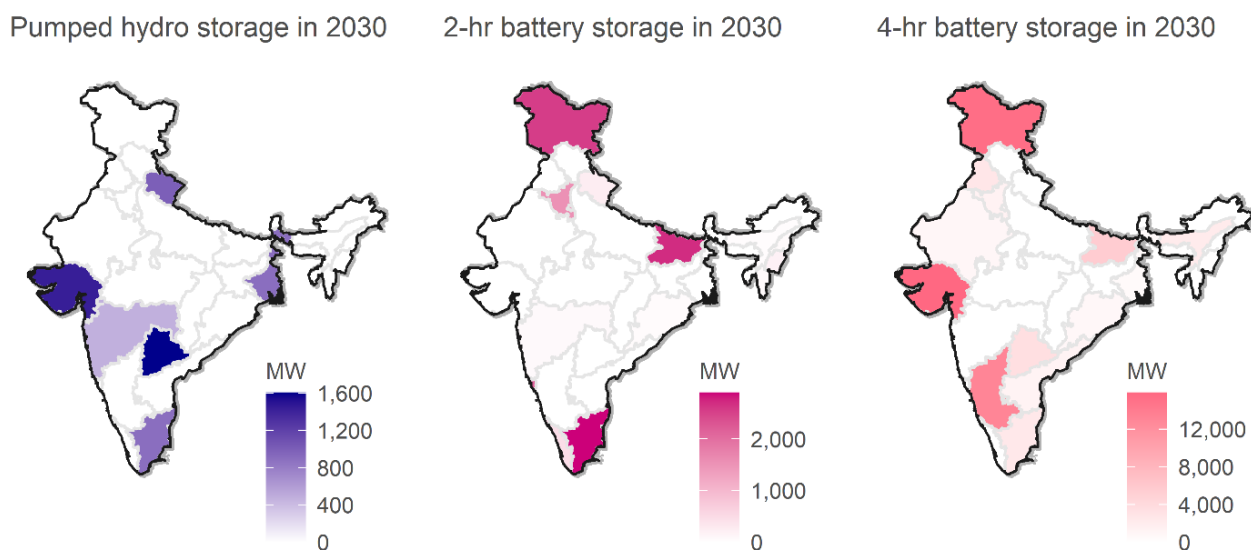 Pumped hydro storage in 2030
2-hr battery storage in 2030
4-hr battery storage in 2030
MW
1,600
1,200
800
400
0
MW
2,000
1,000
0
MW
12,000
8,000
4,000
0